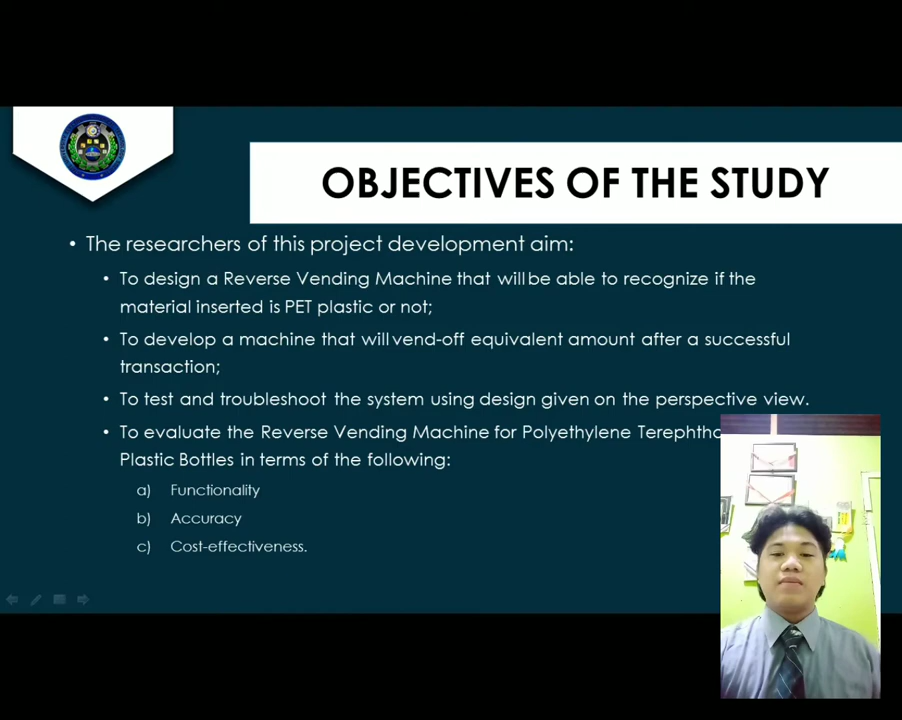 OBJECTIVES OF THE STUDY
• The researchers of this project development aim:
• To design a Reverse Vending Machine that will be able to recognize if the
material inserted is PET plastic or not;
• To develop a machine that will vend-off equivalent amount after a successful
transaction;
• To test and troubleshoot the system using design given on the perspective view.
• To evaluate the Reverse Vending Machine for Polyethylene
Plastic Bottles in terms of the following:
a) Functionality
b) Accuracy
c) Cost-effectiveness.